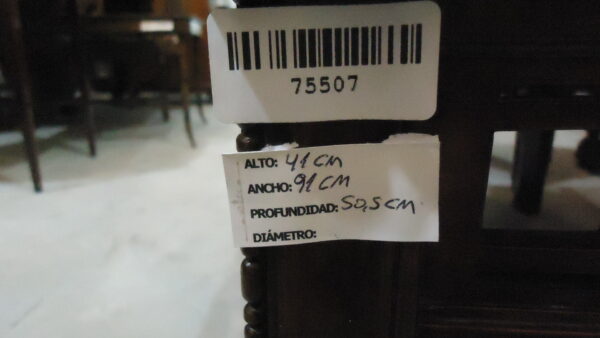 75507
ALTO: 41 CM
ANCHO: 91 CM
PROFUNDIDAD: 50,5 CM
DIÁMETRO: